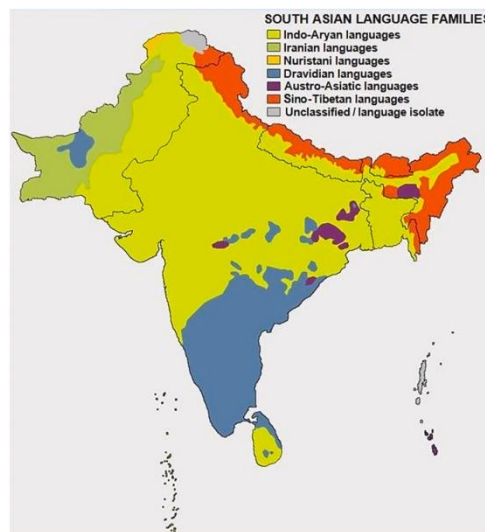 SOUTH ASIAN LANGUAGE FAMILIES
Indo-Aryan languages
Iranian languages
Nuristani languages
Dravidian languages
Austro-Asiatic languages
Sino-Tibetan languages
Unclassified / language isolate